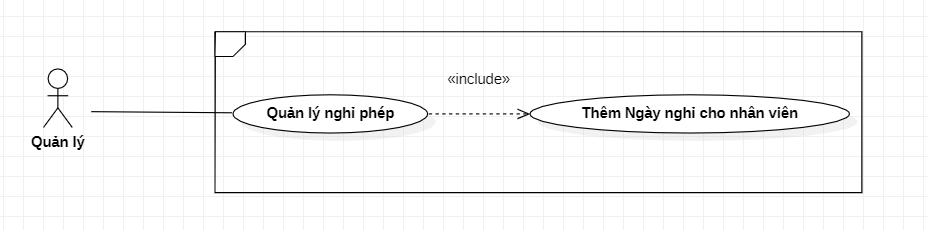 «include»
Quản lý nghỉ phép
Thêm Ngày nghỉ cho nhân viên
Quản lý